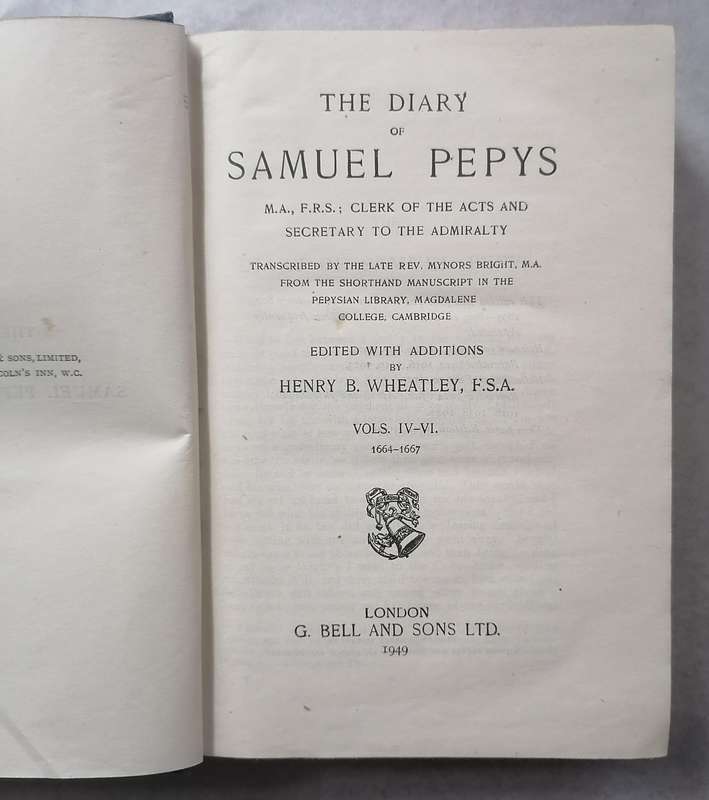 & SONS, LIMITED,
COLN'S INN, W.C.
THE DIARY
OF
SAMUEL PEPYS
M.A., F.R.S.; CLERK OF THE ACTS AND
SECRETARY TO THE ADMIRALTY
TRANSCRIBED BY THE LATE REV. MYNORS BRIGHT, M.A.
FROM THE SHORTHAND MANUSCRIPT IN THE
PEPYSIAN LIBRARY, MAGDALENE
COLLEGE, CAMBRIDGE
EDITED WITH ADDITIONS
BY
HENRY B. WHEATLEY, F.S.A.
VOLS. IV–VI.
1664–1667
LONDON
G. BELL AND SONS LTD.
1949